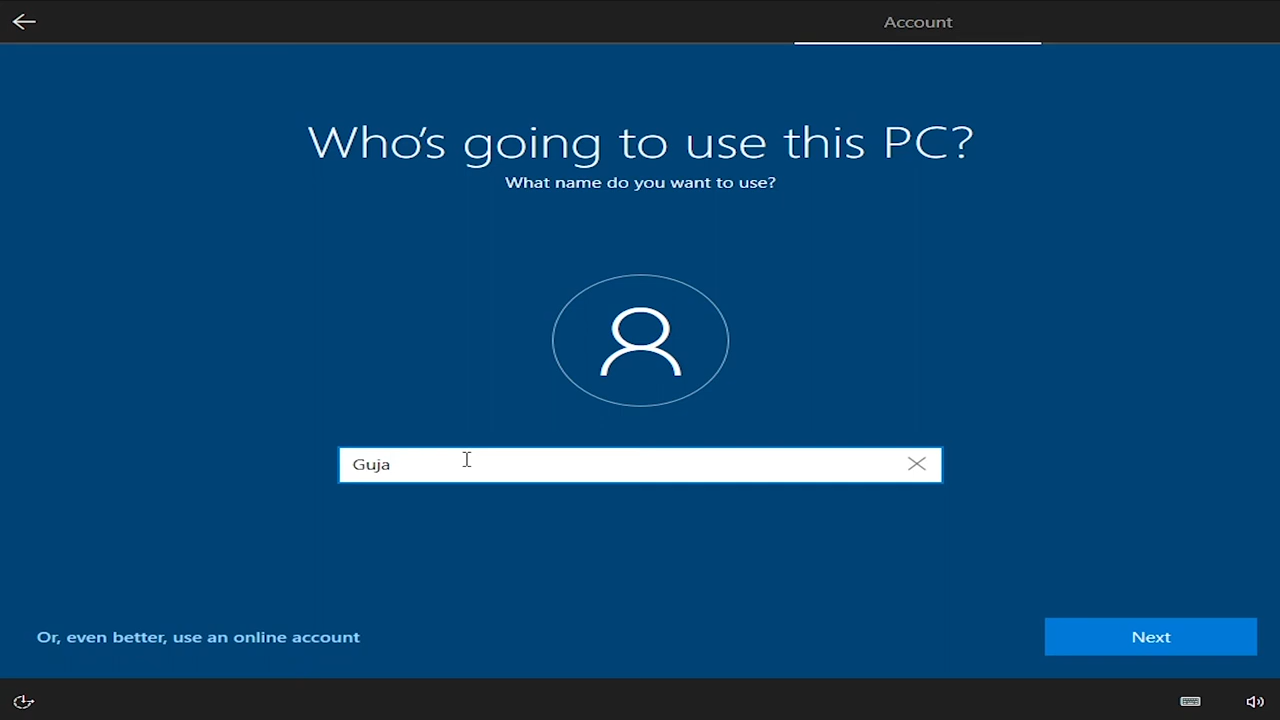 Account
Who's going to use this PC?
What name do you want to use?
Guja
Or, even better, use an online account
Next